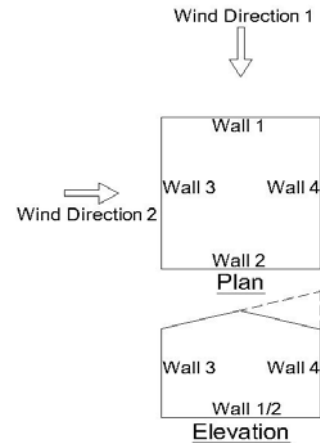 Wind Direction 1
Wall 1
Wall 3 Wall 4
Wind Direction 2
Wall 2
Plan
Wall 3 Wall 4
Wall 1/2
Elevation